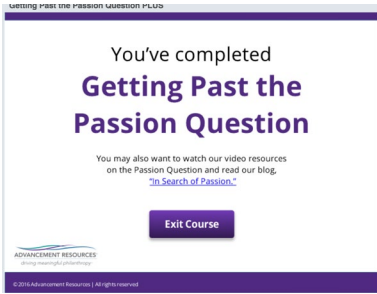 Getting Past the Passion Question PLUS
You've completed
Getting Past the
Passion Question
You may also want to watch our video resources
on the Passion Question and read our blog,
"In Search of Passion."
Exit Course
ADVANCEMENT RESOURCES
driving meaningful philanthropy
©2016 Advancement Resources | All rights reserved